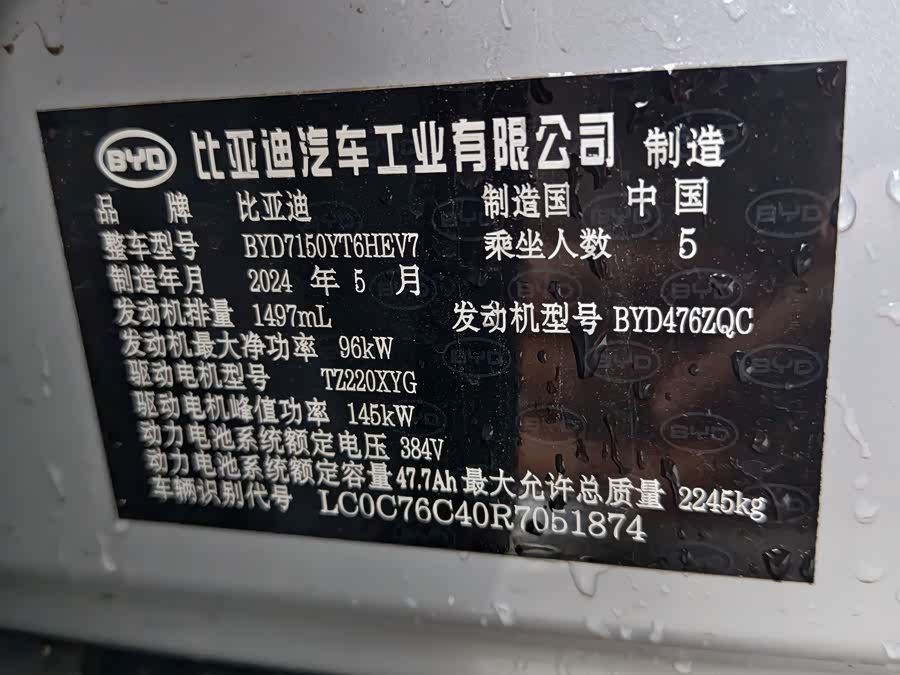 BYD 比亚迪汽车工业有限公司 制造
品 牌 比亚迪 制造国 中国
整车型号 BYD7150YT6HEV7 乘坐人数 5
制造年月 2024 年 5 月
发动机排量 1497mL 发动机型号 BYD476ZQC
发动机最大净功率 96kW
驱动电机型号 TZ220XYG
驱动电机峰值功率 145kW
动力电池系统额定电压 384V
动力电池系统额定容量 47.7Ah 最大允许总质量 2245kg
车辆识别代号 LC0C76C40R7051874